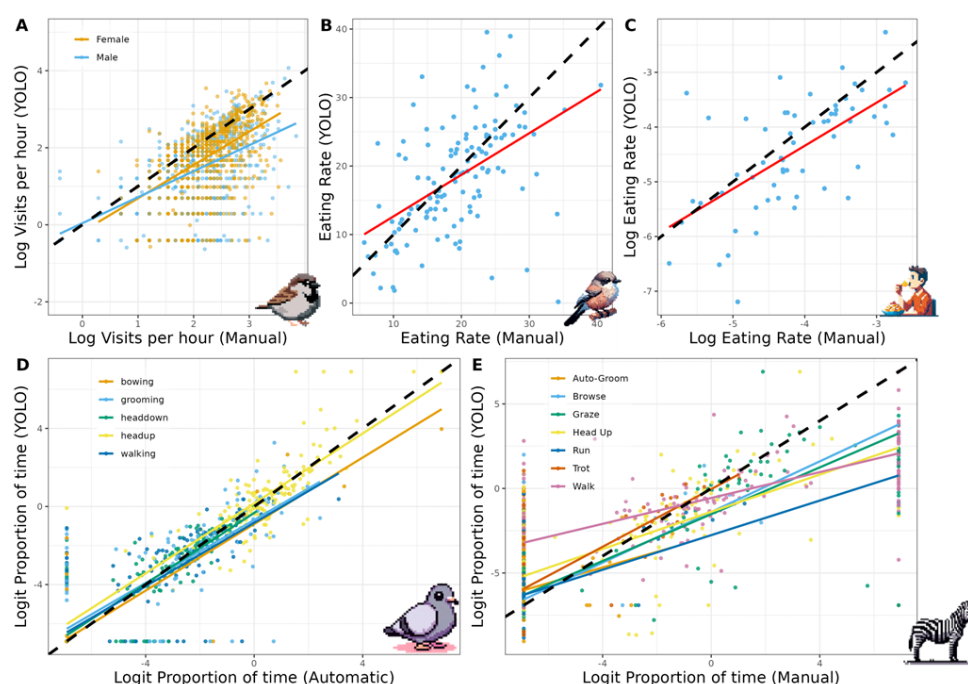 A
Female
Male
4
2
0
-2
0
1
2
3
Log Visits per hour (YOLO)
Log Visits per hour (Manual)
B
40
30
20
10
0
10
20
30
40
Eating Rate (YOLO)
Eating Rate (Manual)
C
-3
-4
-5
-6
-7
-6
-5
-4
-3
Log Eating Rate (YOLO)
Log Eating Rate (Manual)
D
bowing
grooming
headdown
headup
walking
4
0
-4
-4
0
4
Logit Proportion of time (YOLO)
Logit Proportion of time (Automatic)
E
Auto-Groom
Browse
Graze
Head Up
Run
Trot
Walk
5
0
-5
-4
0
4
Logit Proportion of time (YOLO)
Logit Proportion of time (Manual)